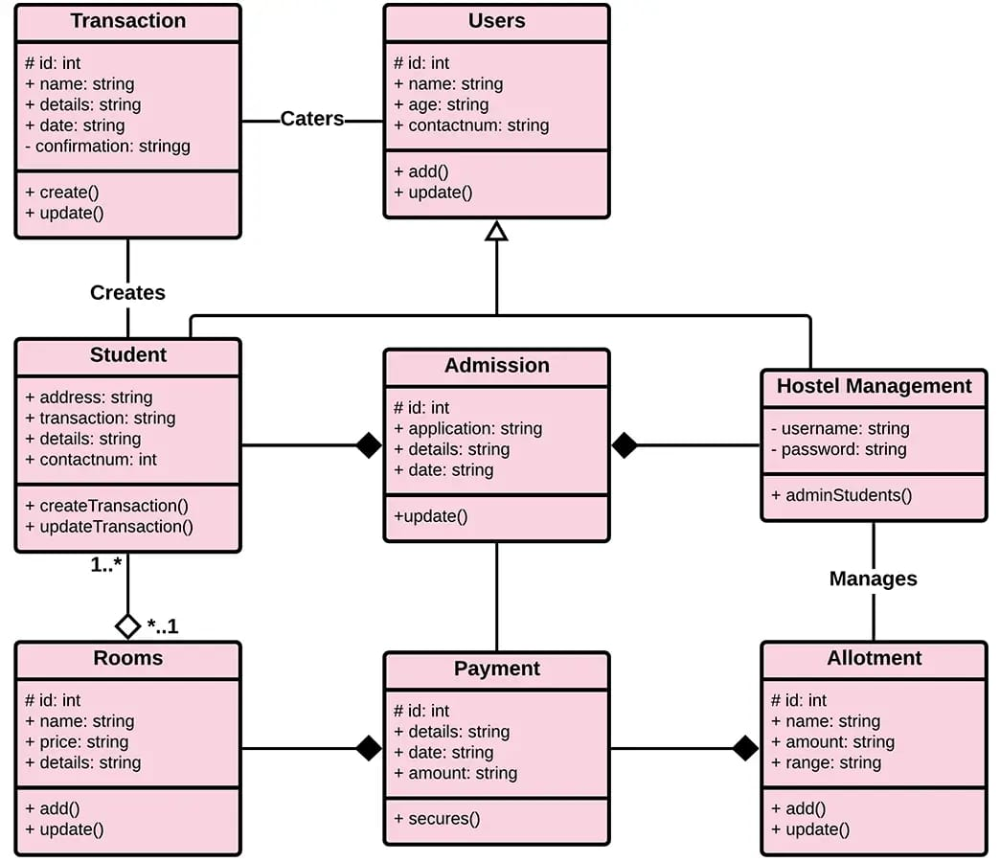 Transaction
# id: int
+ name: string
+ details: string
+ date: string
- confirmation: stringg
+ create()
+ update()
Caters
Users
# id: int
+ name: string
+ age: string
+ contactnum: string
+ add()
+ update()
Creates
Student
+ address: string
+ transaction: string
+ details: string
+ contactnum: int
+ createTransaction()
+ updateTransaction()
Admission
# id: int
+ application: string
+ details: string
+ date: string
+update()
Hostel Management
- username: string
- password: string
+ adminStudents()
1..*
*..1
Manages
Rooms
# id: int
+ name: string
+ price: string
+ details: string
+ add()
+ update()
Payment
# id: int
+ details: string
+ date: string
+ amount: string
+ secures()
Allotment
# id: int
+ name: string
+ amount: string
+ range: string
+ add()
+ update()